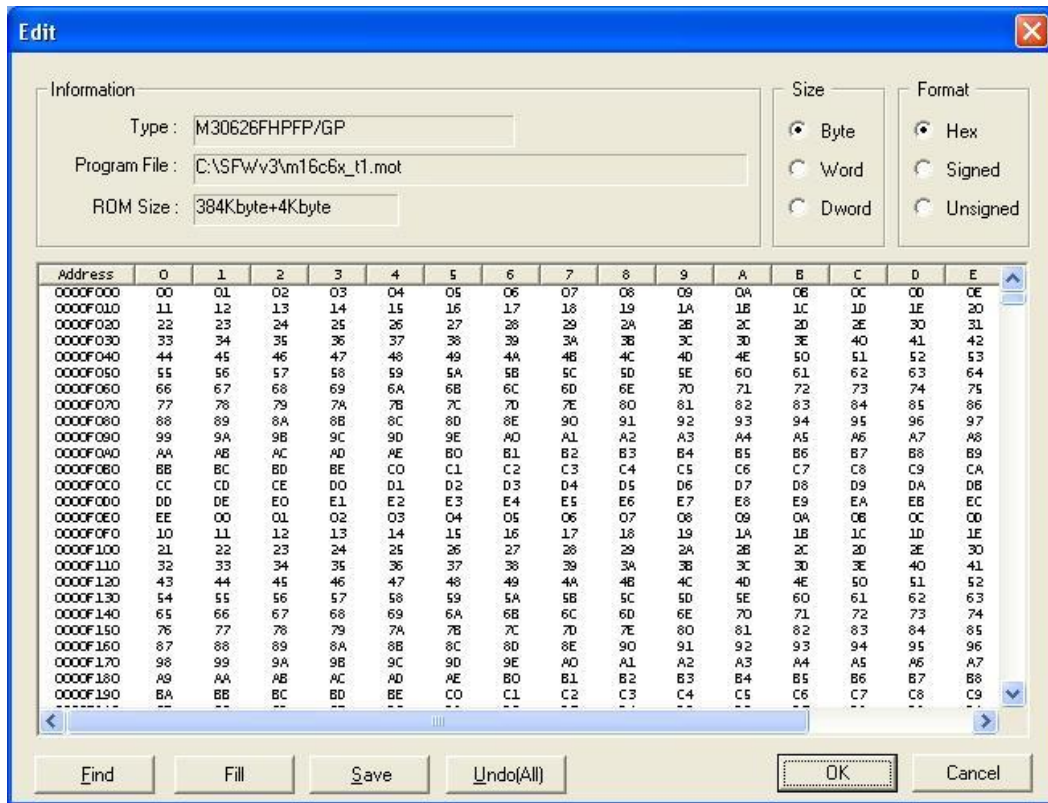 Edit
Information
Type : M30626FHPFP/GP
Program File : C:\SFWv3\m16c6x_t1.mot
ROM Size : 384Kbyte+4Kbyte
Size
Byte
Word
Dword
Format
Hex
Signed
Unsigned
Address 0 1 2 3 4 5 6 7 8 9 A B C D E
0000F000 00 01 02 03 04 05 06 07 08 09 0A 0B 0C 0D 0E
0000F010 11 12 13 14 15 16 17 18 19 1A 1B 1C 1D 1E 20
0000F020 22 23 24 25 26 27 28 29 2A 2B 2C 2D 2E 30 31
0000F030 33 34 35 36 37 38 39 3A 3B 3C 3D 3E 40 41 42
0000F040 44 45 46 47 48 49 4A 4B 4C 4D 4E 50 51 52 53
0000F050 55 56 57 58 59 5A 5B 5C 5D 5E 60 61 62 63 64
0000F060 66 67 68 69 6A 6B 6C 6D 6E 70 71 72 73 74 75
0000F070 77 78 79 7A 7B 7C 7D 7E 80 81 82 83 84 85 86
0000F080 88 89 8A 8B 8C 8D 8E 90 91 92 93 94 95 96 97
0000F090 99 9A 9B 9C 9D 9E A0 A1 A2 A3 A4 A5 A6 A7 A8
0000F0A0 AA AB AC AD AE B0 B1 B2 B3 B4 B5 B6 B7 B8 B9
0000F0B0 BB BC BD BE C0 C1 C2 C3 C4 C5 C6 C7 C8 C9 CA
0000F0C0 CC CD CE D0 D1 D2 D3 D4 D5 D6 D7 D8 D9 DA DB
0000F0D0 DD DE E0 E1 E2 E3 E4 E5 E6 E7 E8 E9 EA EB EC
0000F0E0 EE 00 01 02 03 04 05 06 07 08 09 0A 0B 0C 0D
0000F0F0 10 11 12 13 14 15 16 17 18 19 1A 1B 1C 1D 1E
0000F100 21 22 23 24 25 26 27 28 29 2A 2B 2C 2D 2E 30
0000F110 32 33 34 35 36 37 38 39 3A 3B 3C 3D 3E 40 41
0000F120 43 44 45 46 47 48 49 4A 4B 4C 4D 4E 50 51 52
0000F130 54 55 56 57 58 59 5A 5B 5C 5D 5E 60 61 62 63
0000F140 65 66 67 68 69 6A 6B 6C 6D 6E 70 71 72 73 74
0000F150 76 77 78 79 7A 7B 7C 7D 7E 80 81 82 83 84 85
0000F160 87 88 89 8A 8B 8C 8D 8E 90 91 92 93 94 95 96
0000F170 98 99 9A 9B 9C 9D 9E A0 A1 A2 A3 A4 A5 A6 A7
0000F180 A9 AA AB AC AD AE B0 B1 B2 B3 B4 B5 B6 B7 B8
0000F190 BA BB BC BD BE C0 C1 C2 C3 C4 C5 C6 C7 C8 C9
Find Fill Save Undo(All) OK Cancel